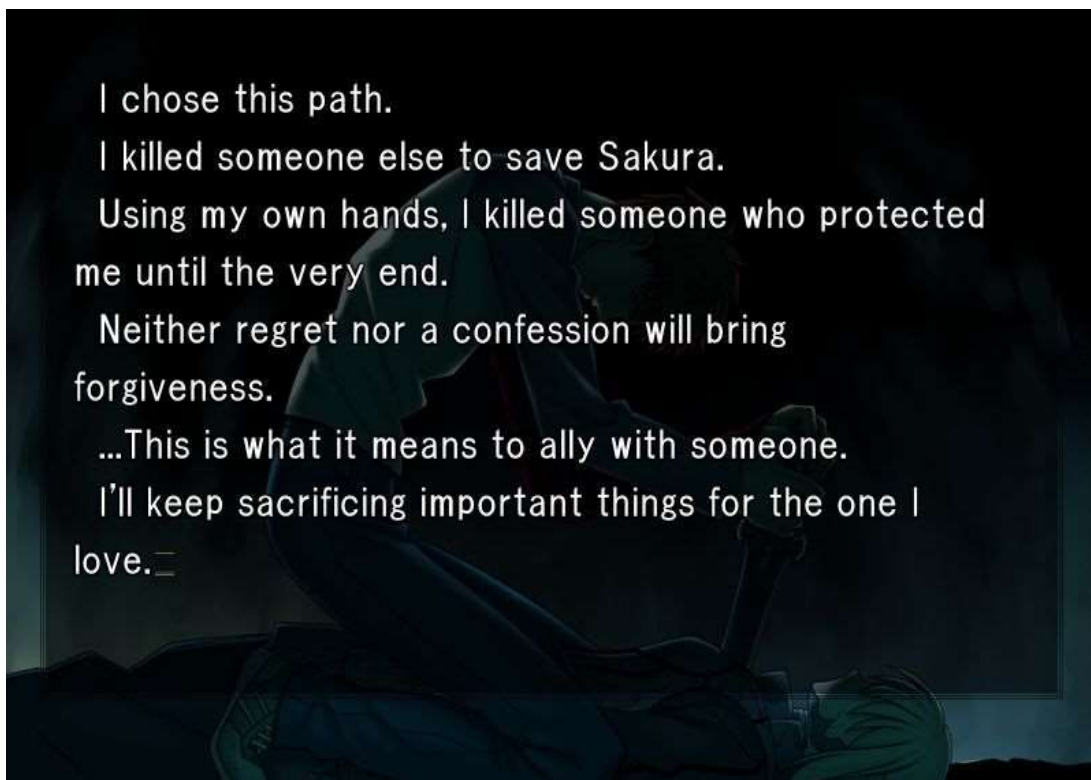 I chose this path.
I killed someone else to save Sakura.
Using my own hands, I killed someone who protected
me until the very end.
Neither regret nor a confession will bring
forgiveness.
...This is what it means to ally with someone.
I'll keep sacrificing important things for the one I
love.